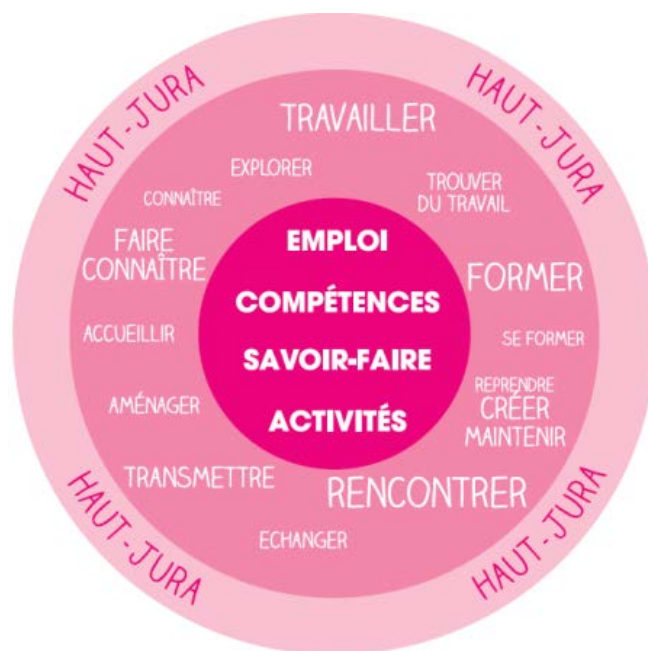 HAUT-JURA
HAUT-JURA
TRAVAILLER
EXPLORER
TROUVER
DU TRAVAIL
CONNAÎTRE
FAIRE
CONNAÎTRE
EMPLOI
COMPÉTENCES
SAVOIR-FAIRE
ACTIVITÉS
FORMER
ACCUEILLIR
SE FORMER
AMÉNAGER
REPRENDRE
CRÉER
MAINTENIR
TRANSMETTRE
RENCONTRER
ECHANGER
HAUT-JURA
HAUT-JURA